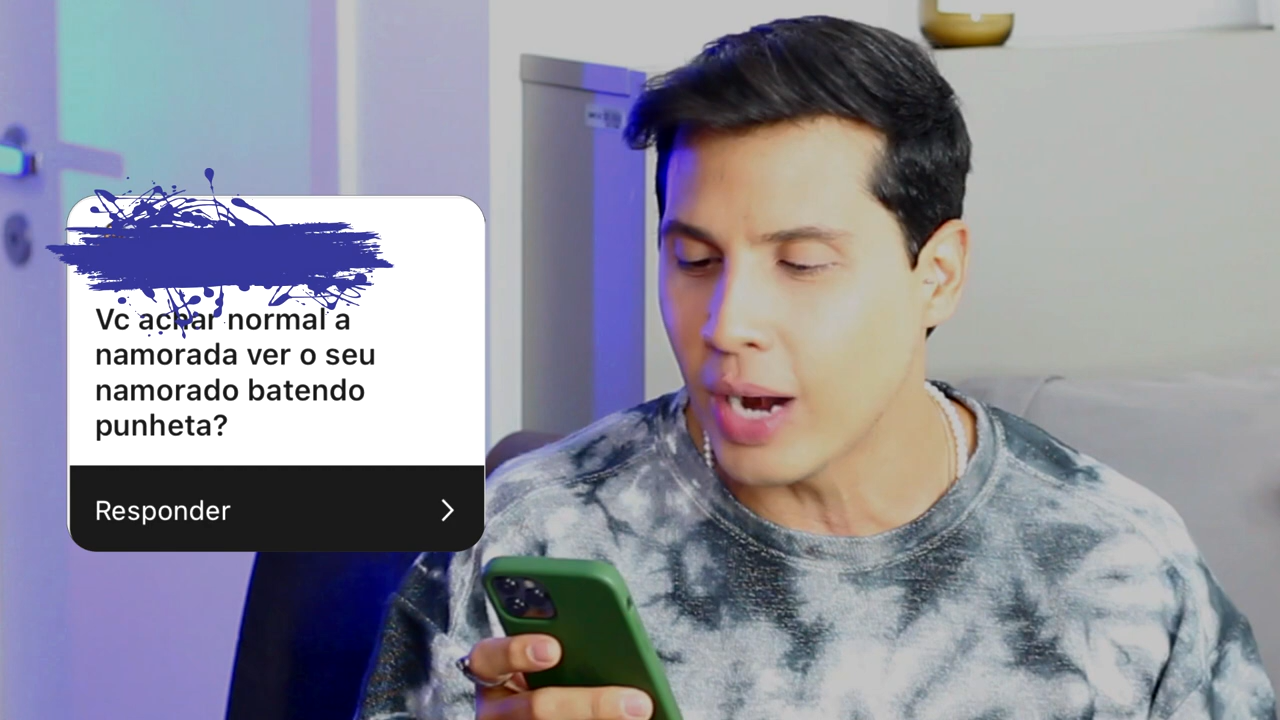 Vc achar normal a
namorada ver o seu
namorado batendo
punheta?
Responder